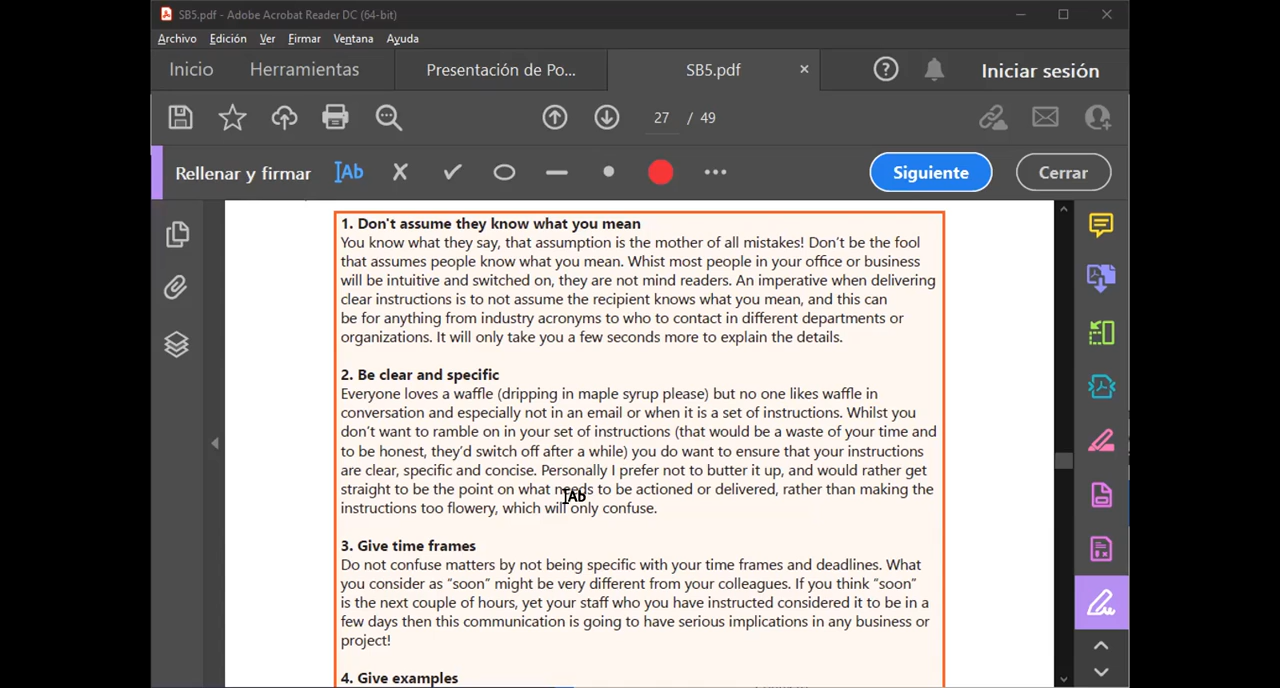 SB5.pdf - Adobe Acrobat Reader DC (64-bit)
Archivo Edición Ver Firmar Ventana Ayuda
Inicio Herramientas Presentación de Po... SB5.pdf Iniciar sesión
27 / 49
Rellenar y firmar Ab Siguiente Cerrar
1. Don't assume they know what you mean
You know what they say, that assumption is the mother of all mistakes! Don't be the fool
that assumes people know what you mean. Whist most people in your office or business
will be intuitive and switched on, they are not mind readers. An imperative when delivering
clear instructions is to not assume the recipient knows what you mean, and this can
be for anything from industry acronyms to who to contact in different departments or
organizations. It will only take you a few seconds more to explain the details.
2. Be clear and specific
Everyone loves a waffle (dripping in maple syrup please) but no one likes waffle in
conversation and especially not in an email or when it is a set of instructions. Whilst you
don't want to ramble on in your set of instructions (that would be a waste of your time and
to be honest, they'd switch off after a while) you do want to ensure that your instructions
are clear, specific and concise. Personally I prefer not to butter it up, and would rather get
straight to be the point on what needs to be actioned or delivered, rather than making the
instructions too flowery, which will only confuse.
3. Give time frames
Do not confuse matters by not being specific with your time frames and deadlines. What
you consider as "soon" might be very different from your colleagues. If you think "soon"
is the next couple of hours, yet your staff who you have instructed considered it to be in a
few days then this communication is going to have serious implications in any business or
project!
4. Give examples